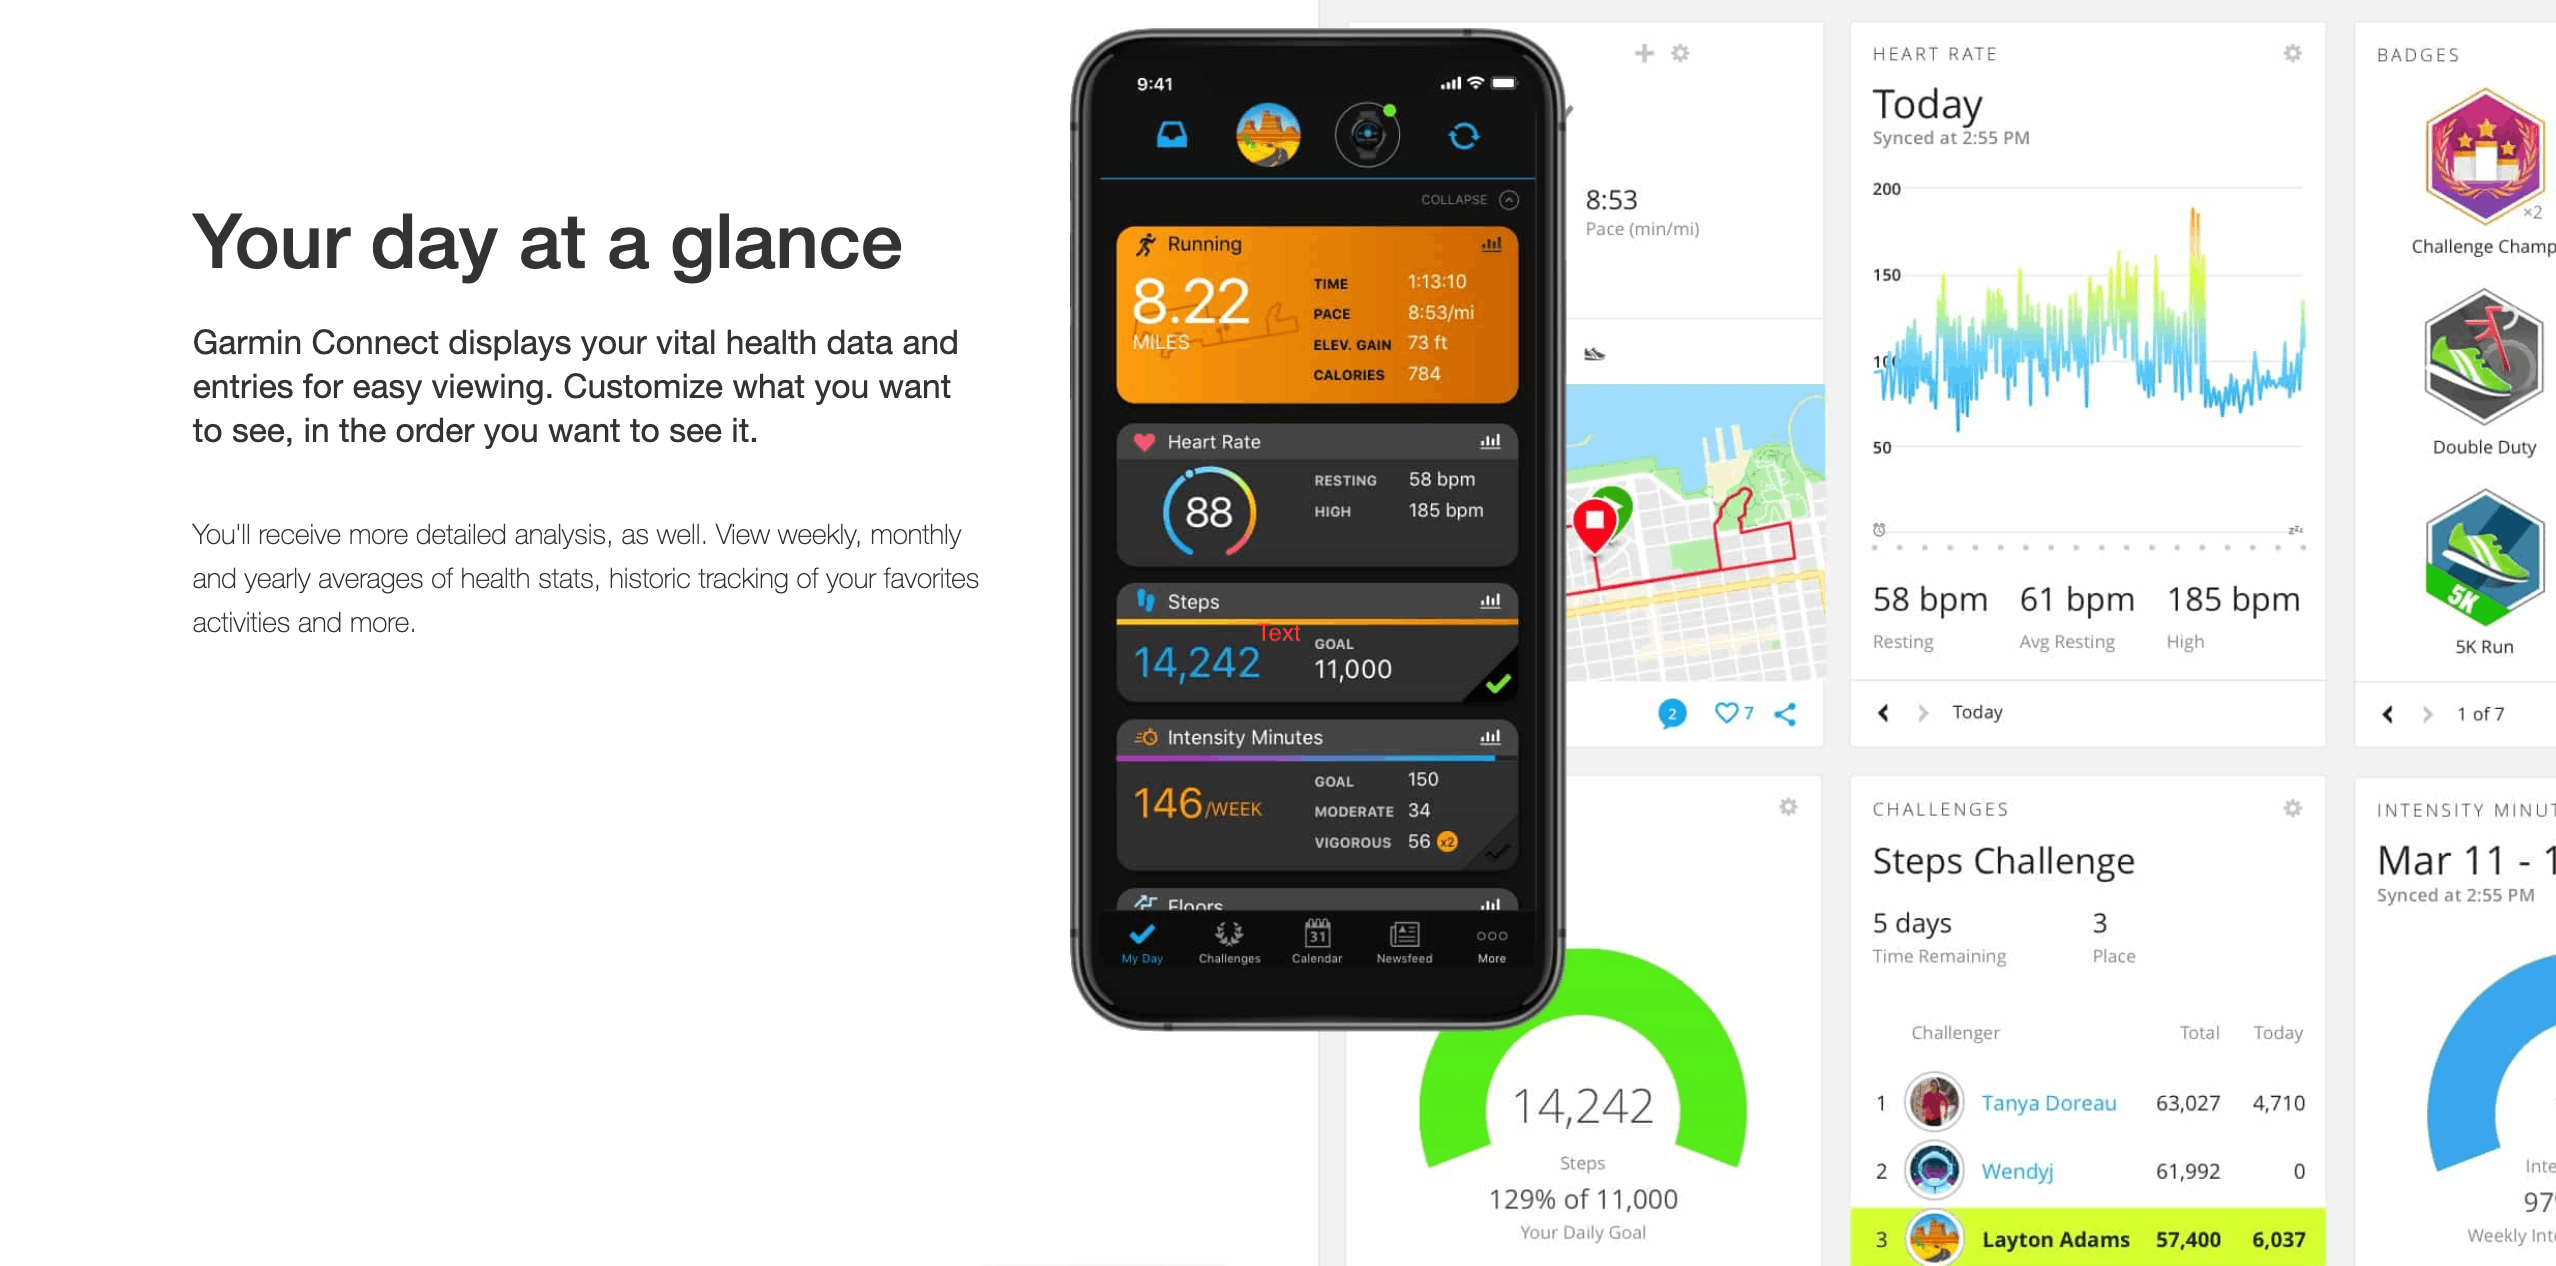 Your day at a glance
Garmin Connect displays your vital health data and
entries for easy viewing. Customize what you want
to see, in the order you want to see it.
You'll receive more detailed analysis, as well. View weekly, monthly
and yearly averages of health stats, historic tracking of your favorites
activities and more.
9:41
COLLAPSE
Running
8.22
MILES
TIME 1:13:10
PACE 8:53/mi
ELEV. GAIN 73 ft
CALORIES 784
Heart Rate
88
RESTING 58 bpm
HIGH 185 bpm
Steps
Text
14,242
GOAL
11,000
Intensity Minutes
146/WEEK
GOAL 150
MODERATE 34
VIGOROUS 56 x2
Floors
My Day
Challenges
31
Calendar
Newsfeed
More
8:53
Pace (min/mi)
2
7
14,242
Steps
129% of 11,000
Your Daily Goal
HEART RATE
Today
Synced at 2:55 PM
200
150
100
50
58 bpm 61 bpm 185 bpm
Resting Avg Resting High
Today
CHALLENGES
Steps Challenge
5 days 3
Time Remaining Place
Challenger Total Today
1 Tanya Doreau 63,027 4,710
2 Wendyj 61,992 0
3 Layton Adams 57,400 6,037
BADGES
×2
Challenge Champ
Double Duty
5K
5K Run
1 of 7
INTENSITY MINUT
Mar 11 - 1
Synced at 2:55 PM
Inte
97
Weekly Inte